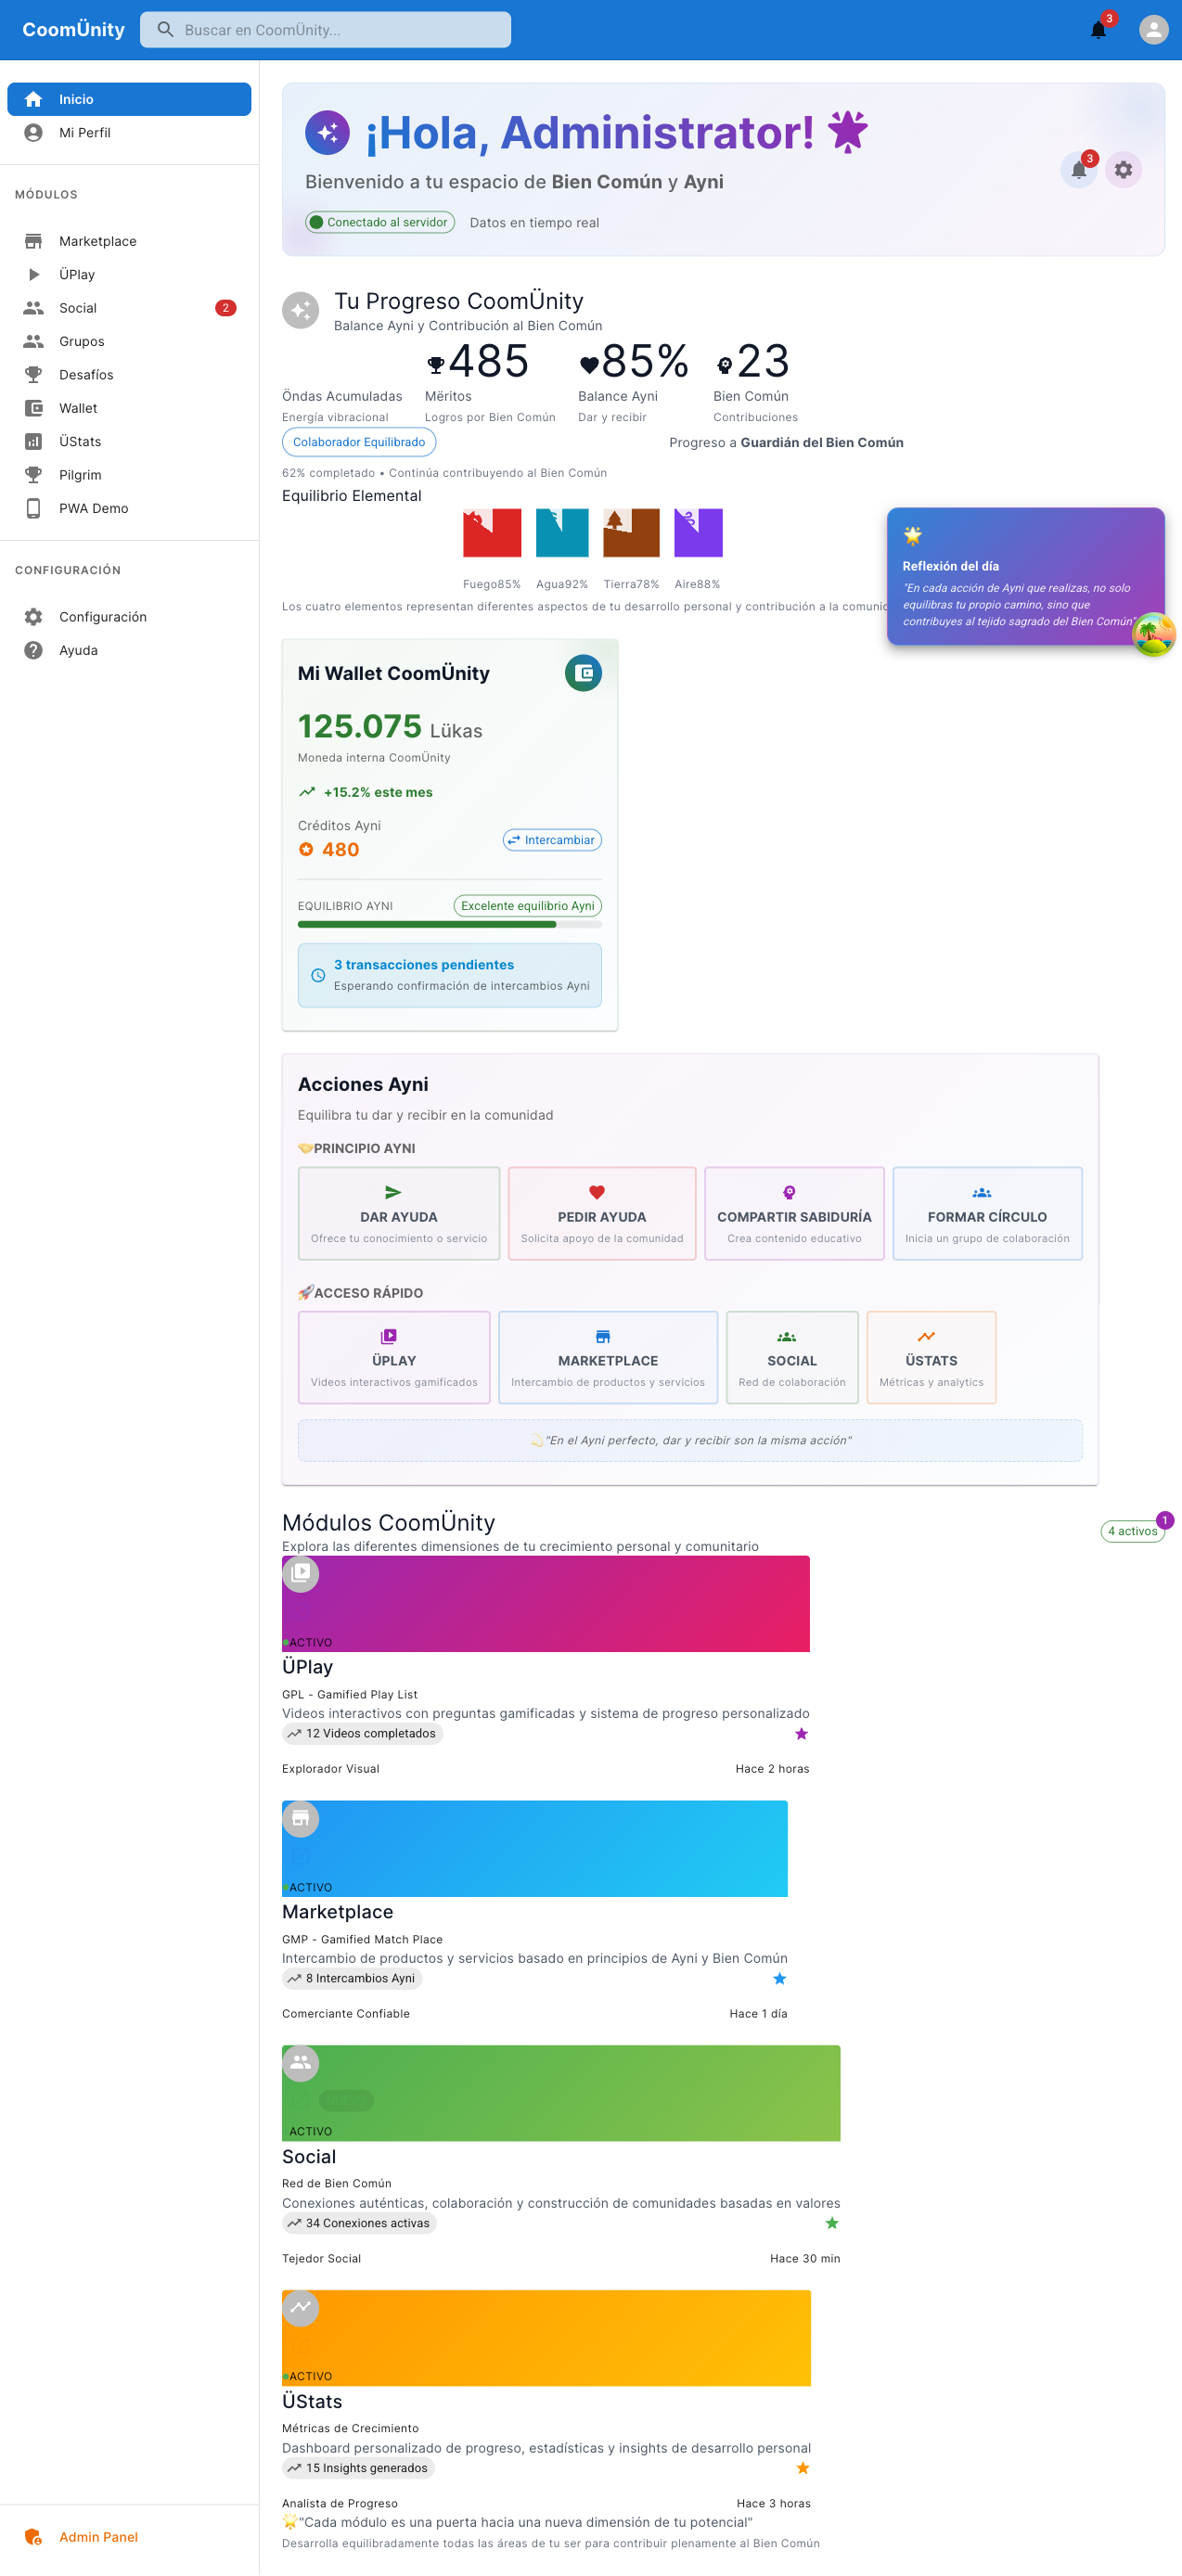 CoomÜnity
Buscar en CoomÜnity...
3
Inicio
Mi Perfil
MÓDULOS
Marketplace
ÜPlay
Social
2
Grupos
Desafíos
Wallet
ÜStats
Pilgrim
PWA Demo
CONFIGURACIÓN
Configuración
Ayuda
Admin Panel
¡Hola, Administrator! 🌟
Bienvenido a tu espacio de Bien Común y Ayni
Conectado al servidor
Datos en tiempo real
3
Tu Progreso CoomÜnity
Balance Ayni y Contribución al Bien Común
Öndas Acumuladas
Energía vibracional
485
Mëritos
Logros por Bien Común
85%
Balance Ayni
Dar y recibir
23
Bien Común
Contribuciones
Colaborador Equilibrado
Progreso a Guardián del Bien Común
62% completado • Continúa contribuyendo al Bien Común
Equilibrio Elemental
Fuego85%
Agua92%
Tierra78%
Aire88%
Los cuatro elementos representan diferentes aspectos de tu desarrollo personal y contribución a la
🌟
Reflexión del día
"En cada acción de Ayni que realizas, no solo
equilibras tu propio camino, sino que
contribuyes al tejido sagrado del Bien Común"
Mi Wallet CoomÜnity
125.075 Lükas
Moneda interna CoomÜnity
+15.2% este mes
Créditos Ayni
480
Intercambiar
EQUILIBRIO AYNI
Excelente equilibrio Ayni
3 transacciones pendientes
Esperando confirmación de intercambios Ayni
Acciones Ayni
Equilibra tu dar y recibir en la comunidad
🤝PRINCIPIO AYNI
DAR AYUDA
Ofrece tu conocimiento o servicio
PEDIR AYUDA
Solicita apoyo de la comunidad
COMPARTIR SABIDURÍA
Crea contenido educativo
FORMAR CÍRCULO
Inicia un grupo de colaboración
🚀ACCESO RÁPIDO
ÜPLAY
Videos interactivos gamificados
MARKETPLACE
Intercambio de productos y servicios
SOCIAL
Red de colaboración
ÜSTATS
Métricas y analytics
💫"En el Ayni perfecto, dar y recibir son la misma acción"
Módulos CoomÜnity
Explora las diferentes dimensiones de tu crecimiento personal y comunitario
4 activos
1
ACTIVO
ÜPlay
GPL - Gamified Play List
Videos interactivos con preguntas gamificadas y sistema de progreso personalizado
12 Videos completados
Explorador Visual
Hace 2 horas
ACTIVO
Marketplace
GMP - Gamified Match Place
Intercambio de productos y servicios basado en principios de Ayni y Bien Común
8 Intercambios Ayni
Comerciante Confiable
Hace 1 día
ACTIVO
Social
Red de Bien Común
Conexiones auténticas, colaboración y construcción de comunidades basadas en valores
34 Conexiones activas
Tejedor Social
Hace 30 min
ACTIVO
ÜStats
Métricas de Crecimiento
Dashboard personalizado de progreso, estadísticas y insights de desarrollo personal
15 Insights generados
Analista de Progreso
Hace 3 horas
🌟"Cada módulo es una puerta hacia una nueva dimensión de tu potencial"
Desarrolla equilibradamente todas las áreas de tu ser para contribuir plenamente al Bien Común